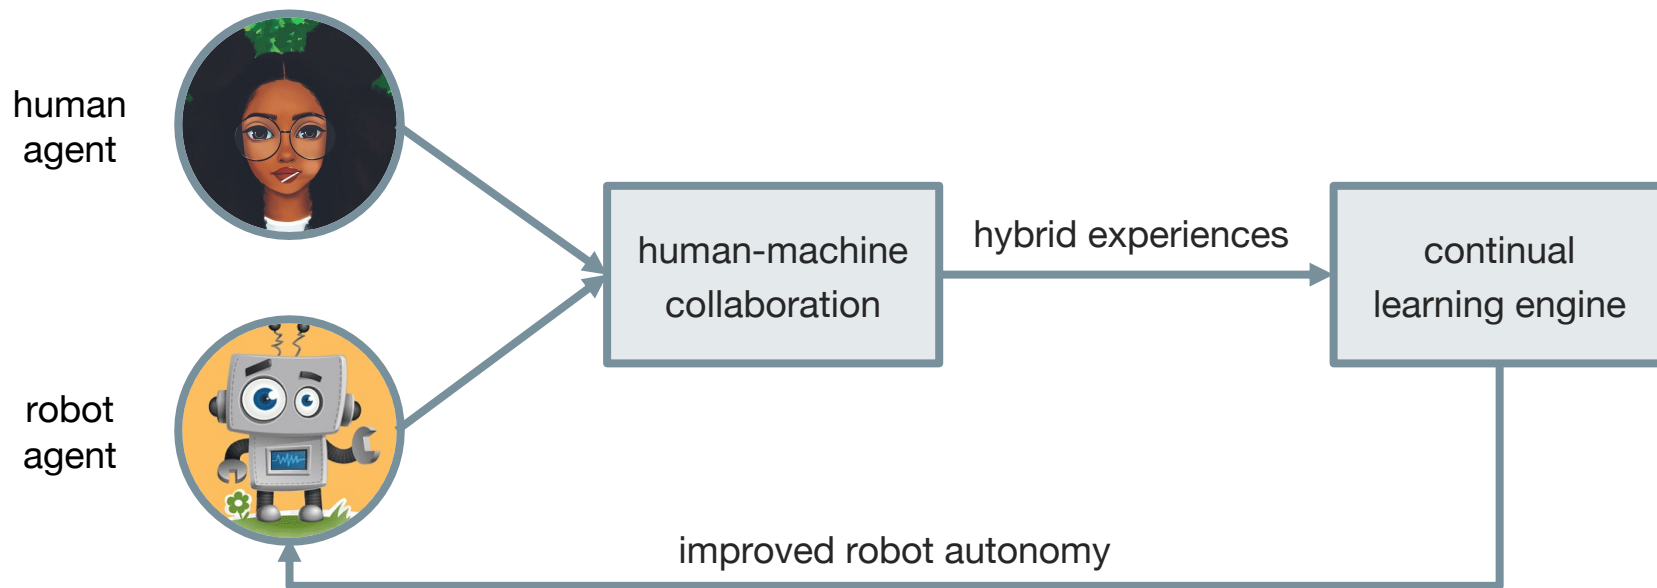 human
agent
human-machine
collaboration
hybrid experiences
continual
learning engine
robot
agent
improved robot autonomy